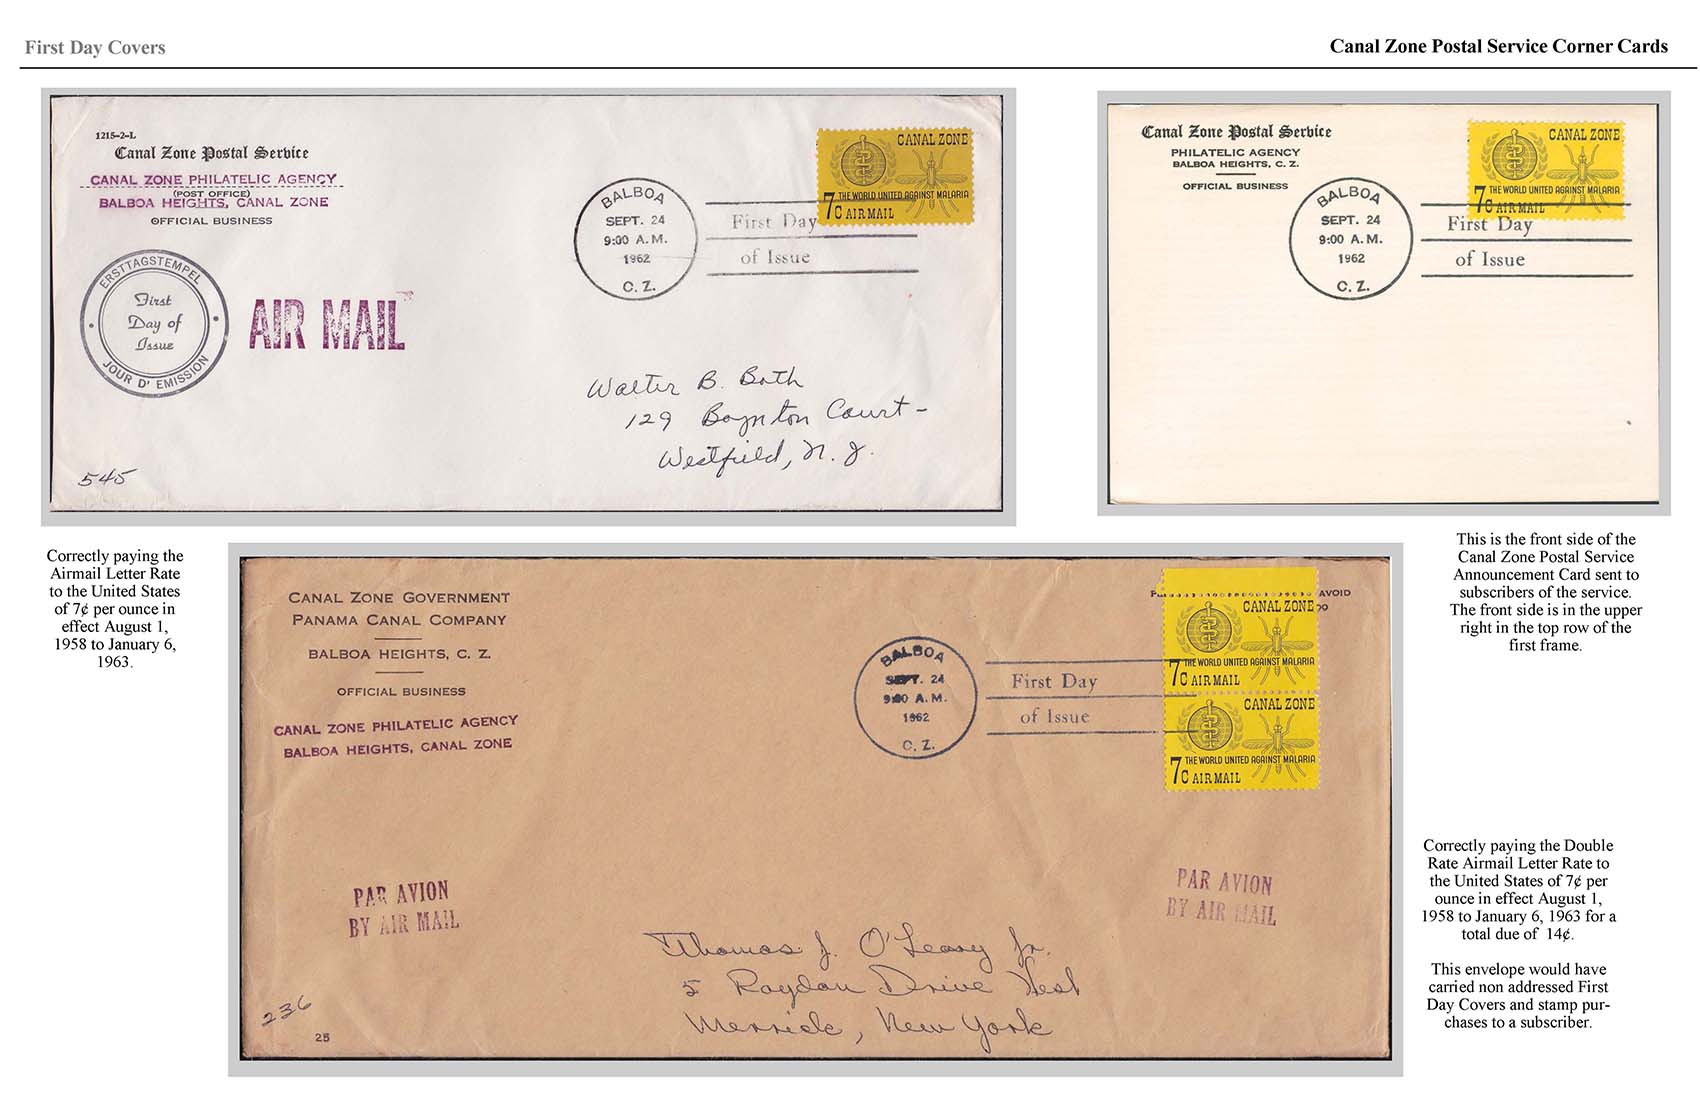 First Day Covers
Canal Zone Postal Service Corner Cards
1215-2-L
Canal Zone Postal Service
CANAL ZONE PHILATELIC AGENCY
(POST OFFICE)
BALBOA HEIGHTS, CANAL ZONE
OFFICIAL BUSINESS
ERSTTAGSTEMPEL
First
Day of
Issue
JOUR D' EMISSION
AIR MAIL
BALBOA
SEPT. 24
9:00 A.M.
1962
C. Z.
First Day
of Issue
CANAL ZONE
THE WORLD UNITED AGAINST MALARIA
7C AIRMAIL
Walter B. Both
129 Boynton Court-
Westfield, N. J.
545
Canal Zone Postal Service
PHILATELIC AGENCY
BALBOA HEIGHTS, C. Z.
OFFICIAL BUSINESS
BALBOA
SEPT. 24
9:00 A.M.
1962
C. Z.
First Day
of Issue
CANAL ZONE
THE WORLD UNITED AGAINST MALARIA
7C AIRMAIL
Correctly paying the
Airmail Letter Rate
to the United States
of 7¢ per ounce in
effect August 1,
1958 to January 6,
1963.
This is the front side of the
Canal Zone Postal Service
Announcement Card sent to
subscribers of the service.
The front side is in the upper
right in the top row of the
first frame.
CANAL ZONE GOVERNMENT
PANAMA CANAL COMPANY
BALBOA HEIGHTS, C. Z.
OFFICIAL BUSINESS
CANAL ZONE PHILATELIC AGENCY
BALBOA HEIGHTS, CANAL ZONE
BALBOA
SEPT. 24
9:00 A.M.
1962
C. Z.
First Day
of Issue
AVOID
CANAL ZONE
THE WORLD UNITED AGAINST MALARIA
7C AIRMAIL
CANAL ZONE
THE WORLD UNITED AGAINST MALARIA
7C AIRMAIL
PAR AVION
BY AIR MAIL
PAR AVION
BY AIR MAIL
Thomas J. O'Leary Jr.
5 Roydon Drive West
Merrick, New York
236
25
Correctly paying the Double
Rate Airmail Letter Rate to
the United States of 7¢ per
ounce in effect August 1,
1958 to January 6, 1963 for a
total due of 14¢.
This envelope would have
carried non addressed First
Day Covers and stamp pur-
chases to a subscriber.